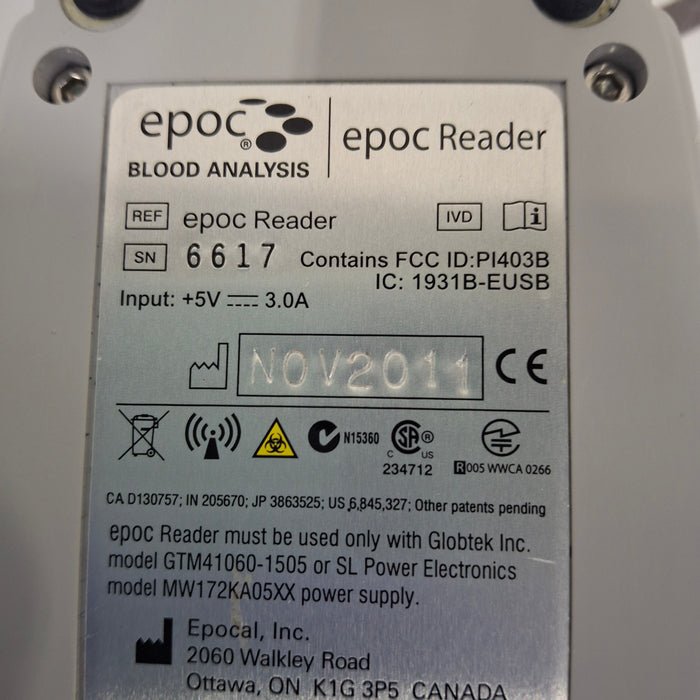 epoc® | epoc Reader
BLOOD ANALYSIS
REF epoc Reader IVD i
SN 6617 Contains FCC ID:PI403B
IC: 1931B-EUSB
Input: +5V 3.0A
NOV2011 CE
N15360 SA®
C US
234712 R 005 WWCA 0266
CA D130757; IN 205670; JP 3863525; US 6,845,327; Other patents pending
epoc Reader must be used only with Globtek Inc.
model GTM41060-1505 or SL Power Electronics
model MW172KA05XX power supply.
Epocal, Inc.
2060 Walkley Road
Ottawa, ON K1G 3P5 CANADA